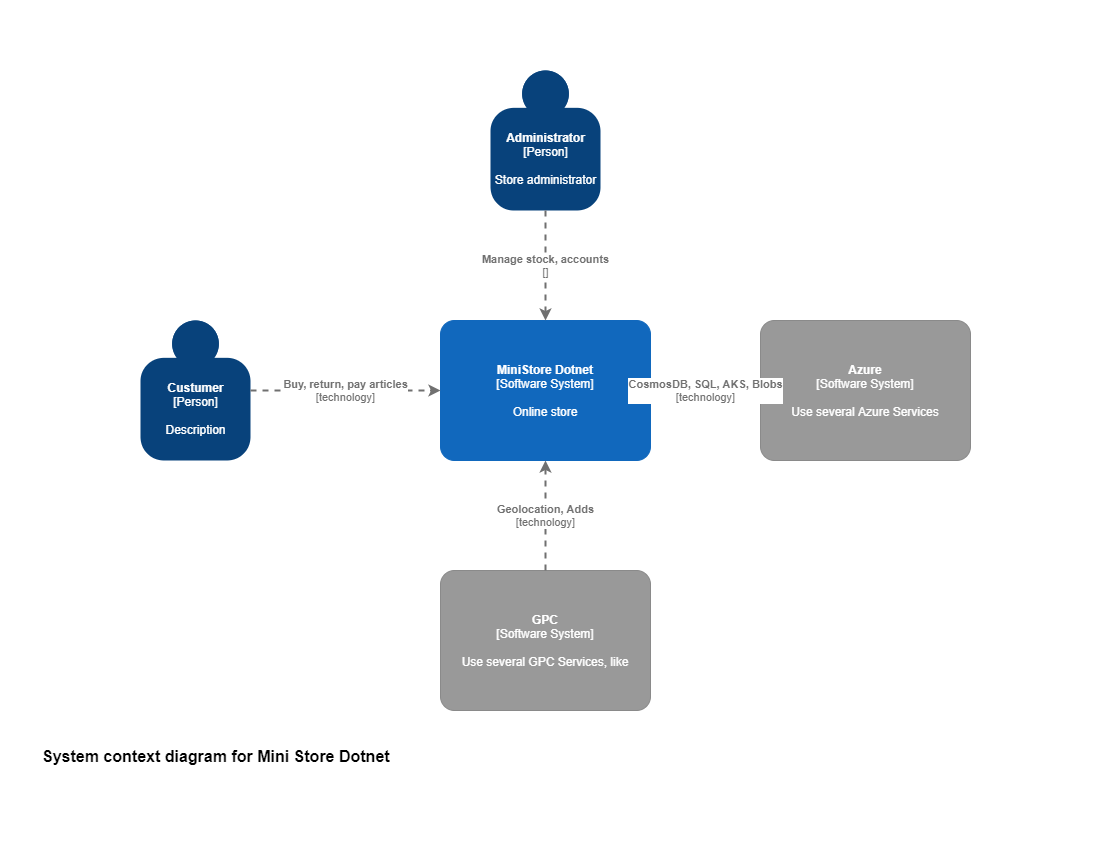 Administrator
[Person]
Store administrator
Manage stock, accounts
[]
Custumer
[Person]
Description
Buy, return, pay articles
[technology]
MiniStore Dotnet
[Software System]
Online store
CosmosDB, SQL, AKS, Blobs
[technology]
Azure
[Software System]
Use several Azure Services
Geolocation, Adds
[technology]
GPC
[Software System]
Use several GPC Services, like
System context diagram for Mini Store Dotnet